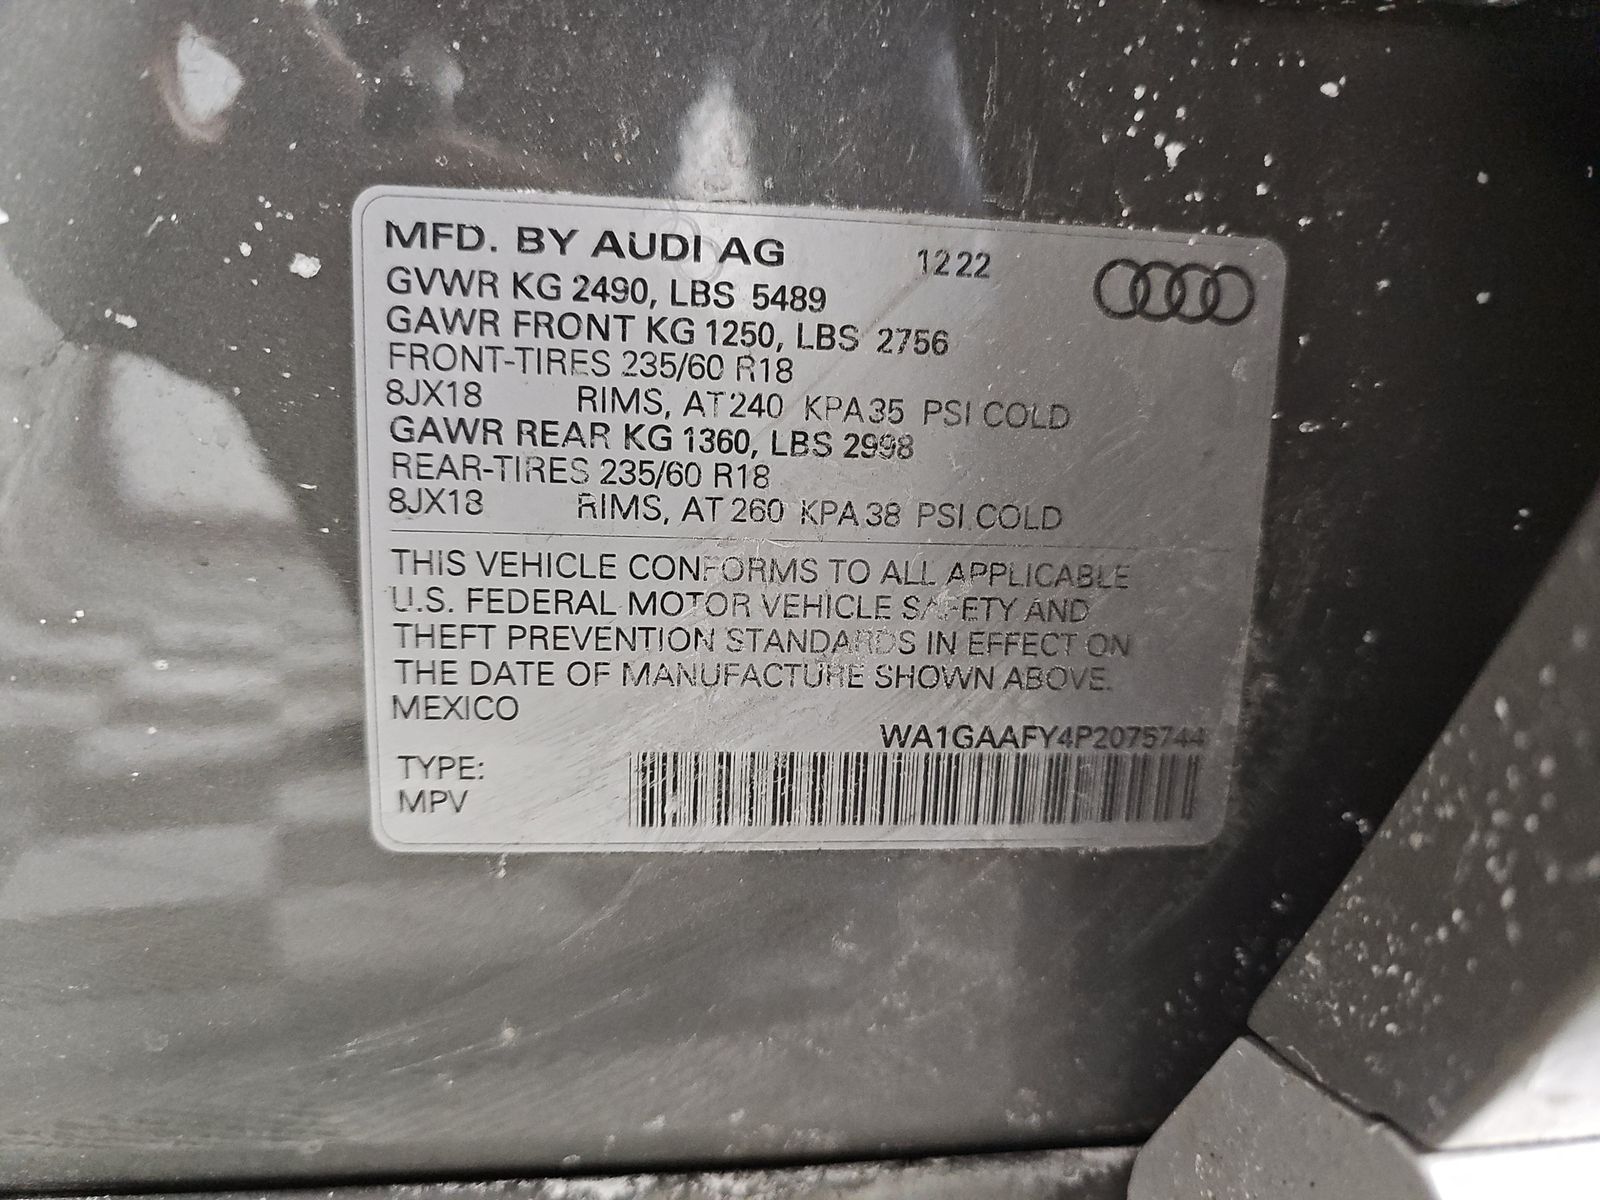 MFD. BY AUDI AG 1222
GVWR KG 2490, LBS 5489
GAWR FRONT KG 1250, LBS 2756
FRONT-TIRES 235/60 R18
8JX18 RIMS, AT 240 KPA 35 PSI COLD
GAWR REAR KG 1360, LBS 2998
REAR-TIRES 235/60 R18
8JX18 RIMS, AT 260 KPA 38 PSI COLD
THIS VEHICLE CONFORMS TO ALL APPLICABLE
U.S. FEDERAL MOTOR VEHICLE SAFETY AND
THEFT PREVENTION STANDARDS IN EFFECT ON
THE DATE OF MANUFACTURE SHOWN ABOVE.
MEXICO
WA1GAAFY4P2075744
TYPE:
MPV